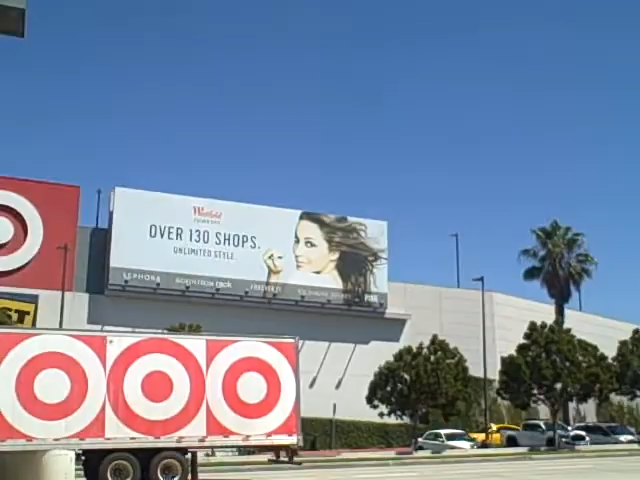 Westfield
OVER 130 SHOPS.
UNLIMITED STYLE.
SEPHORA NORDSTROM RACK FOREVER 21
ST